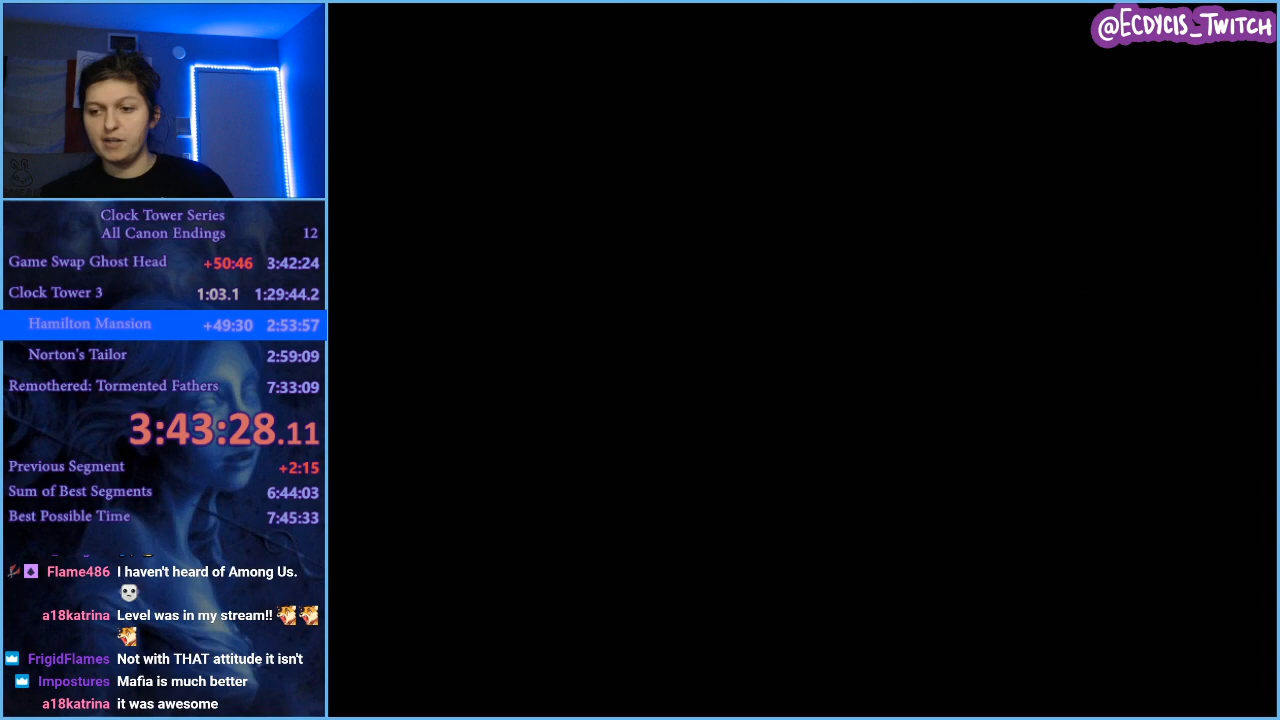 @Ecdycis_Twitch
Clock Tower Series
All Canon Endings 12
Game Swap Ghost Head +50:46 3:42:24
Clock Tower 3 1:03.1 1:29:44.2
Hamilton Mansion +49:30 2:53:57
Norton's Tailor 2:59:09
Remothered: Tormented Fathers 7:33:09
3:43:28.11
Previous Segment +2:15
Sum of Best Segments 6:44:03
Best Possible Time 7:45:33
Flame486 I haven't heard of Among Us.
a18katrina Level was in my stream!!
FrigidFlames Not with THAT attitude it isn't
Impostures Mafia is much better
a18katrina it was awesome